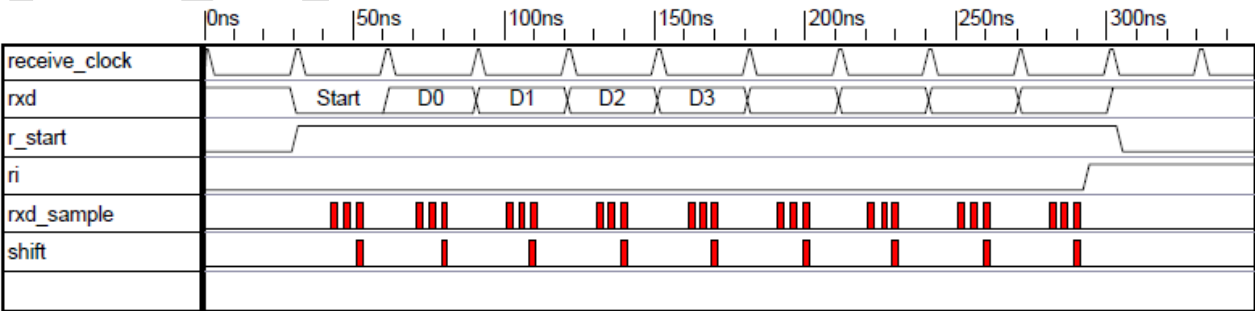 0ns 50ns 100ns 150ns 200ns 250ns 300ns
receive_clock
rxd Start D0 D1 D2 D3
r_start
ri
rxd_sample
shift